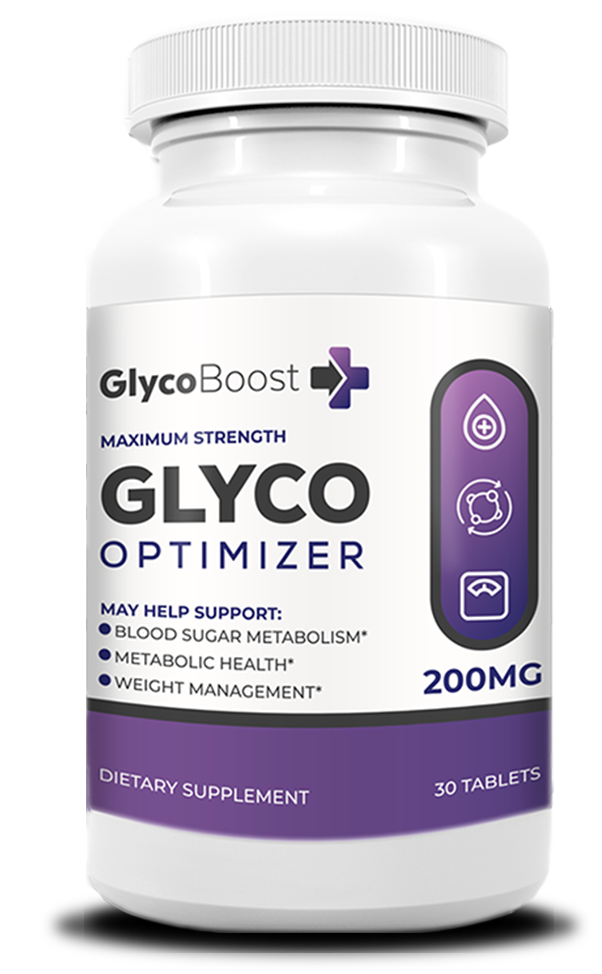 GlycoBoost
MAXIMUM STRENGTH
GLYCO
OPTIMIZER
MAY HELP SUPPORT:
BLOOD SUGAR METABOLISM*
METABOLIC HEALTH*
WEIGHT MANAGEMENT*
200MG
DIETARY SUPPLEMENT
30 TABLETS